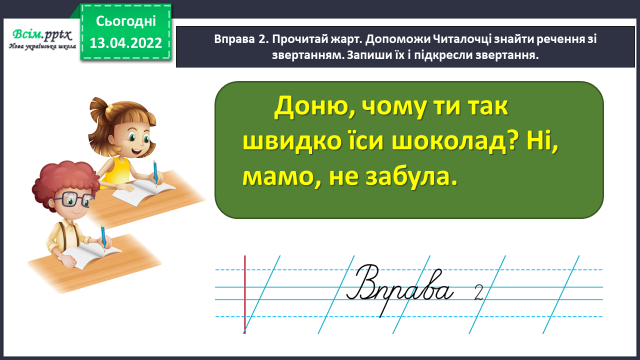 Всім.pptx
Нова українська школа
Сьогодні
13.04.2022
Вправа 2. Прочитай жарт. Допоможи Читалочці знайти речення зі
звертанням. Запиши їх і підкресли звертання.
Доню, чому ти так
швидко їси шоколад? Ні,
мамо, не забула.
Вправа 2